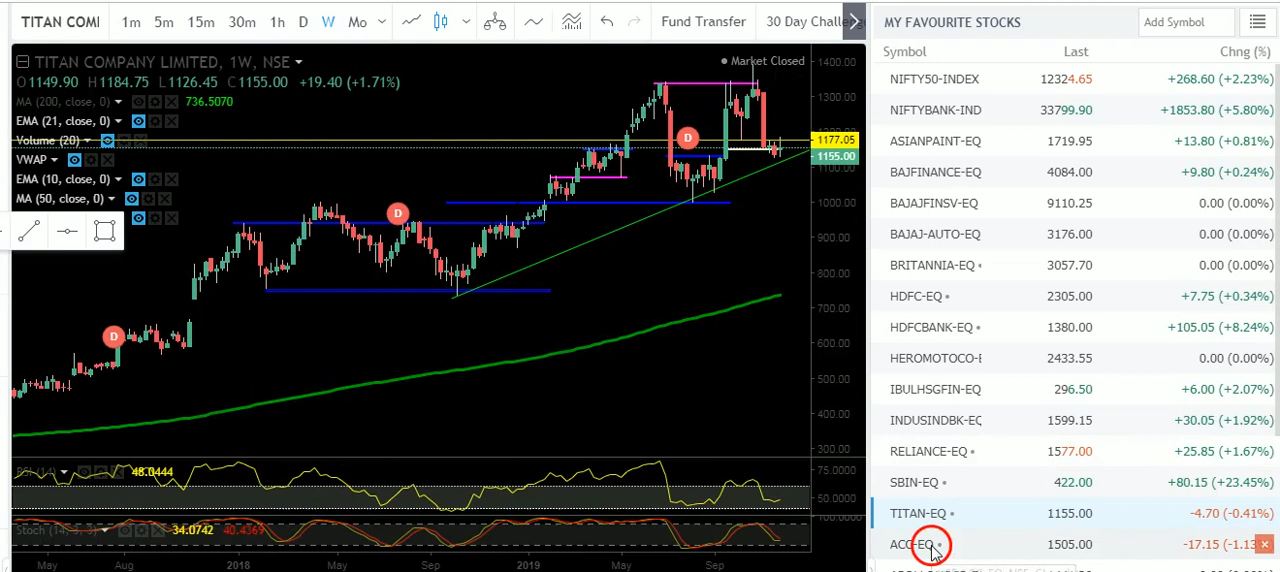 TITAN COMI 1m 5m 15m 30m 1h D W Mo Fund Transfer 30 Day Challen
TITAN COMPANY LIMITED, 1W, NSE
Market Closed
O1149.90 H1184.75 L1126.45 C1155.00 +19.40 (+1.71%)
MA (200, close, 0) 736.5070
EMA (21, close, 0)
Volume (20)
VWAP
EMA (10, close, 0)
MA (50, close, 0)
D
D
D
1400.00
1300.00
1177.05
1155.00
1100.00
1000.00
900.00
800.00
700.00
500.00
400.00
300.00
RSI (14) 48.0444
75.0000
50.0000
Stoch (14, 3, 3) 34.0742 40.4369
100.0000
Aug 2018 May Sep 2019 May Sep
MY FAVOURITE STOCKS Add Symbol
Symbol Last Chng (%)
NIFTY50-INDEX 12324.65 +268.60 (+2.23%)
NIFTYBANK-IND 33799.90 +1853.80 (+5.80%)
ASIANPAINT-EQ 1719.95 +13.80 (+0.81%)
BAJFINANCE-EQ 4084.00 +9.80 (+0.24%)
BAJAJFINSV-EQ 9110.25 0.00 (0.00%)
BAJAJ-AUTO-EQ 3176.00 0.00 (0.00%)
BRITANNIA-EQ 3057.70 0.00 (0.00%)
HDFC-EQ 2305.00 +7.75 (+0.34%)
HDFCBANK-EQ 1380.00 +105.05 (+8.24%)
HEROMOTOCO-E 2433.55 0.00 (0.00%)
IBULHSGFIN-EQ 296.50 +6.00 (+2.07%)
INDUSINDBK-EQ 1599.15 +30.05 (+1.92%)
RELIANCE-EQ 1577.00 +25.85 (+1.67%)
SBIN-EQ 422.00 +80.15 (+23.45%)
TITAN-EQ 1155.00 -4.70 (-0.41%)
ACC-EQ 1505.00 -17.15 (-1.13